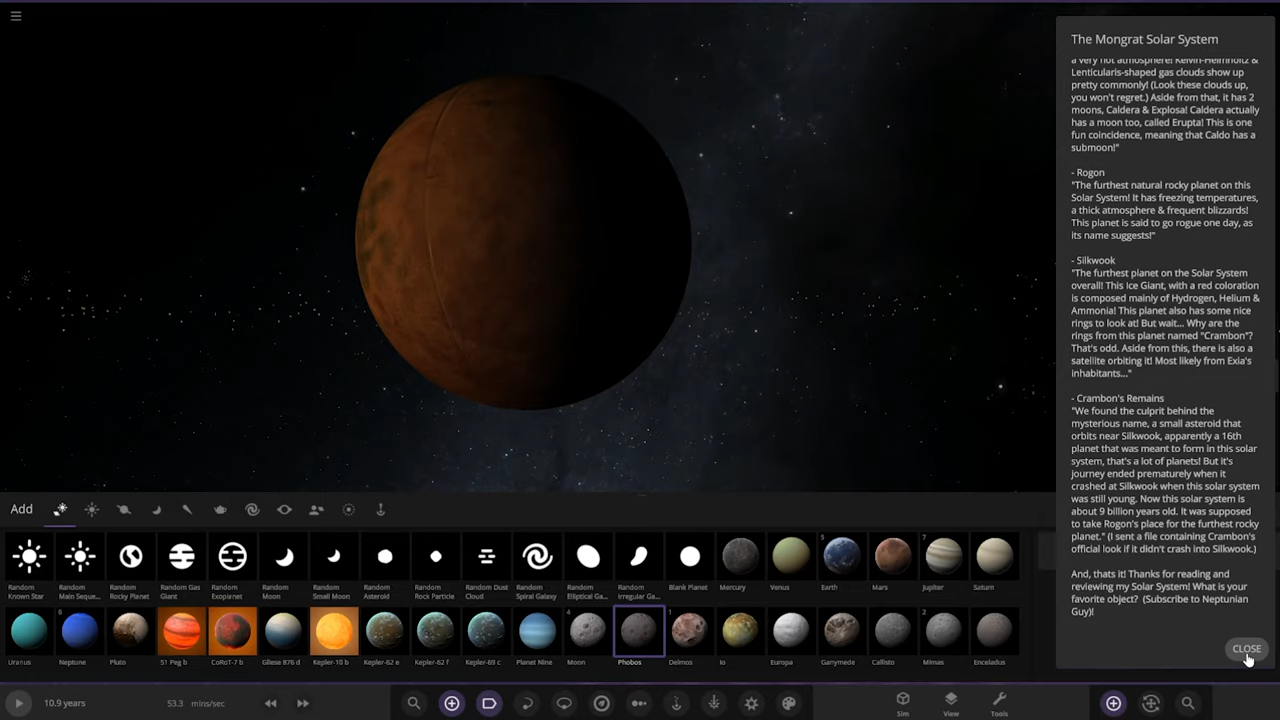 The Mongrat Solar System
a very hot atmosphere! Kelvin-Helmholtz &
Lenticularis-shaped gas clouds show up
pretty commonly! (Look these clouds up,
you won't regret.) Aside from that, it has 2
moons, Caldera & Explosa! Caldera actually
has a moon too, called Erupta! This is one
fun coincidence, meaning that Caldo has a
submoon!"
- Rogon
"The furthest natural rocky planet on this
Solar System! It has freezing temperatures,
a thick atmosphere & frequent blizzards!
This planet is said to go rogue one day, as
its name suggests!"
- Silkwook
"The furthest planet on the Solar System
overall! This Ice Giant, with a red coloration
is composed mainly of Hydrogen, Helium &
Ammonia! This planet also has some nice
rings to look at! But wait... Why are the
rings from this planet named "Crambon"?
That's odd. Aside from this, there is also a
satellite orbiting it! Most likely from Exia's
inhabitants..."
- Crambon's Remains
"We found the culprit behind the
mysterious name, a small asteroid that
orbits near Silkwook, apparently a 16th
planet that was meant to form in this solar
system, that's a lot of planets! But it's
journey ended prematurely when it
crashed at Silkwook when this solar system
was still young. Now this solar system is
about 9 billion years old. It was supposed
to take Rogon's place for the furthest rocky
planet." (I sent a file containing Crambon's
official look if it didn't crash into Silkwook.)
And, thats it! Thanks for reading and
reviewing my Solar System! What is your
favorite object? (Subscribe to Neptunian
Guy)!
CLOSE
Add
5 7
Random Known Star
Random Main Seque...
Random Rocky Planet
Random Gas Giant
Random Exoplanet
Random Moon
Random Small Moon
Random Asteroid
Random Rock Particle
Random Dust Cloud
Random Spiral Galaxy
Random Elliptical Ga...
Random Irregular Ga...
Blank Planet
Mercury
Venus
Earth
Mars
Jupiter
Saturn
6 4 1 2
Uranus
Neptune
Pluto
51 Peg b
CoRoT-7 b
Gliese 876 d
Kepler-10 b
Kepler-62 e
Kepler-62 f
Kepler-69 c
Planet Nine
Moon
Phobos
Deimos
Io
Europa
Ganymede
Callisto
Mimas
Enceladus
10.9 years
53.3 mins/sec
Sim
View
Tools